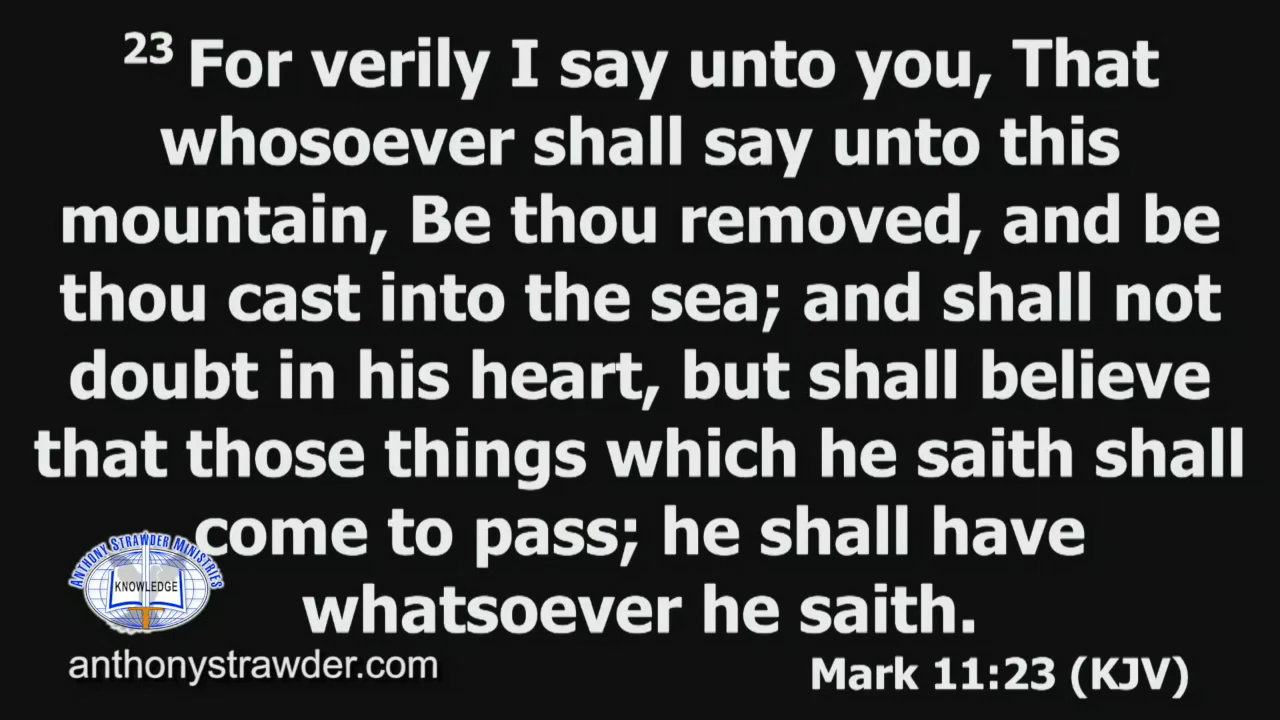 23 For verily I say unto you, That
whosoever shall say unto this
mountain, Be thou removed, and be
thou cast into the sea; and shall not
doubt in his heart, but shall believe
that those things which he saith shall
come to pass; he shall have
whatsoever he saith.
ANTHONY STRAWDER MINISTRIES
KNOWLEDGE
anthonystrawder.com
Mark 11:23 (KJV)